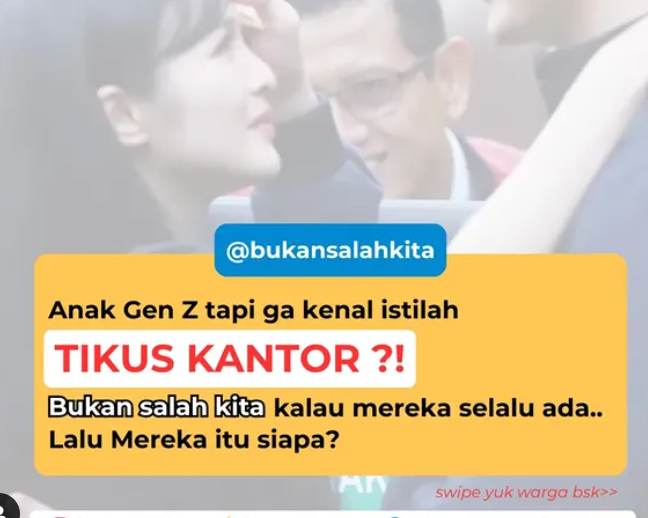 @bukansalahkita
Anak Gen Z tapi ga kenal istilah
TIKUS KANTOR ?!
Bukan salah kita kalau mereka selalu ada..
Lalu Mereka itu siapa?
swipe yuk warga bsk>>